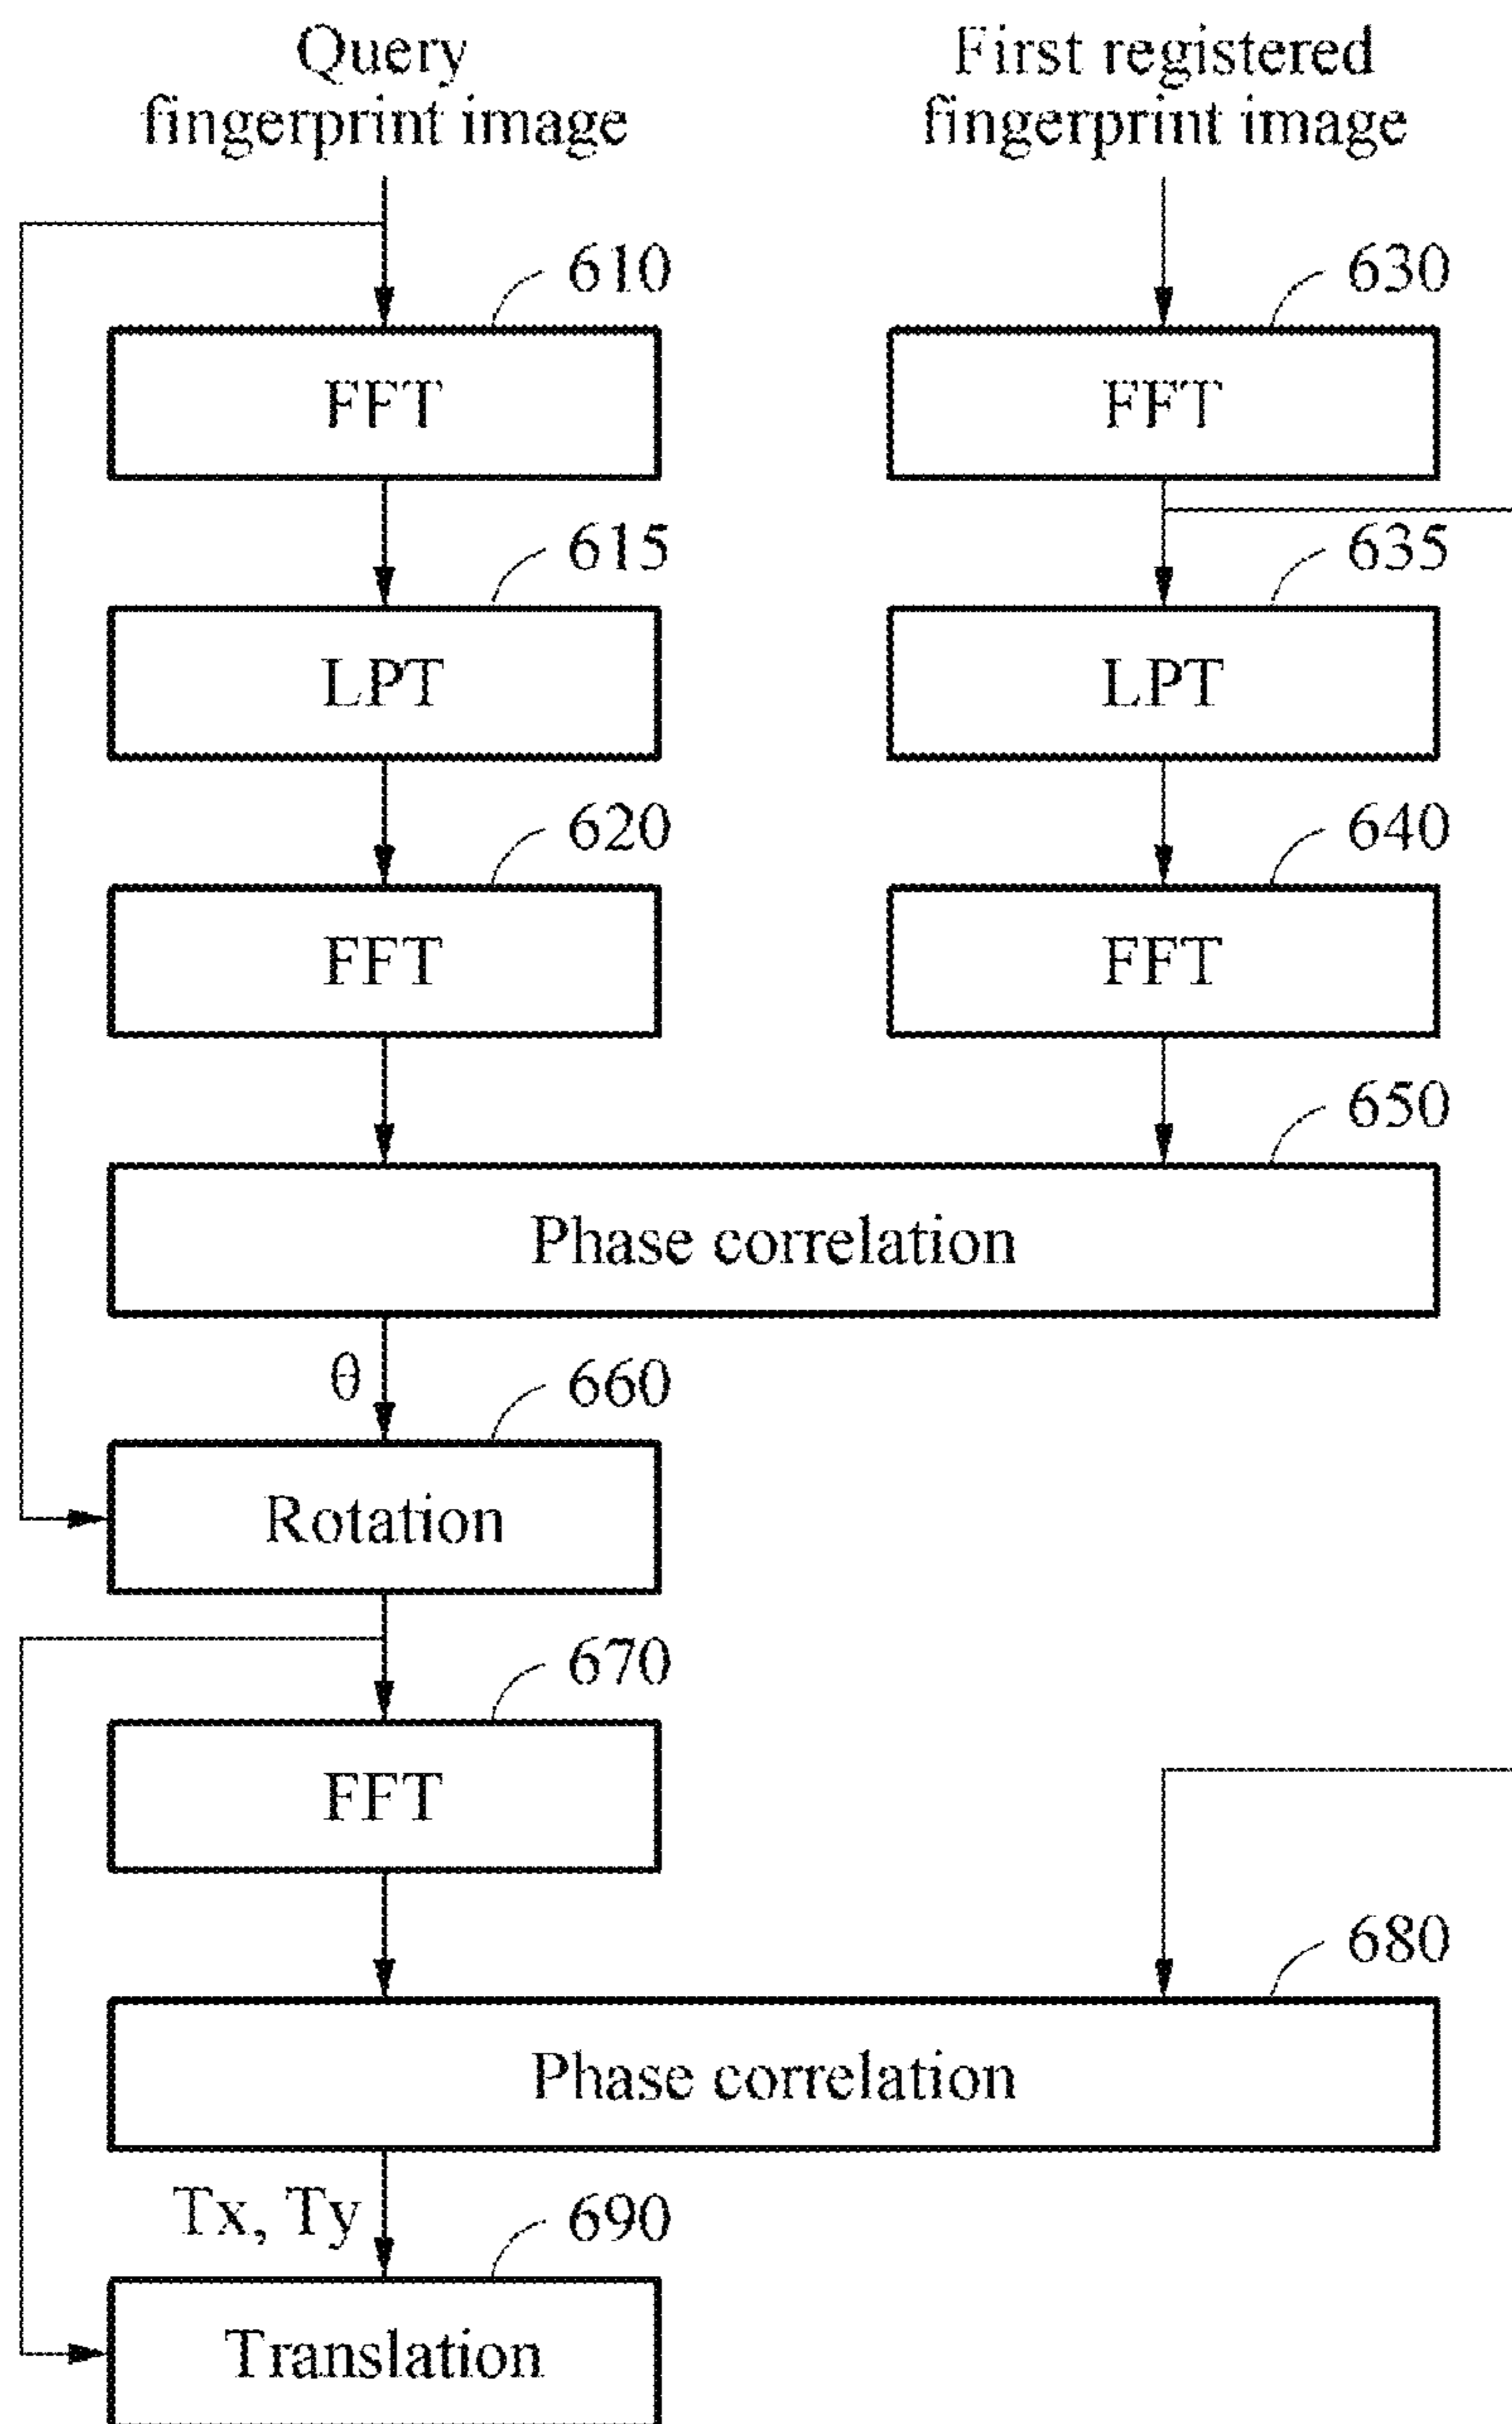 Query
fingerprint image
First registered
fingerprint image
610
630
FFT
FFT
615
635
LPT
LPT
620
640
FFT
FFT
650
Phase correlation
θ
660
Rotation
670
FFT
680
Phase correlation
Tx, Ty
690
Translation